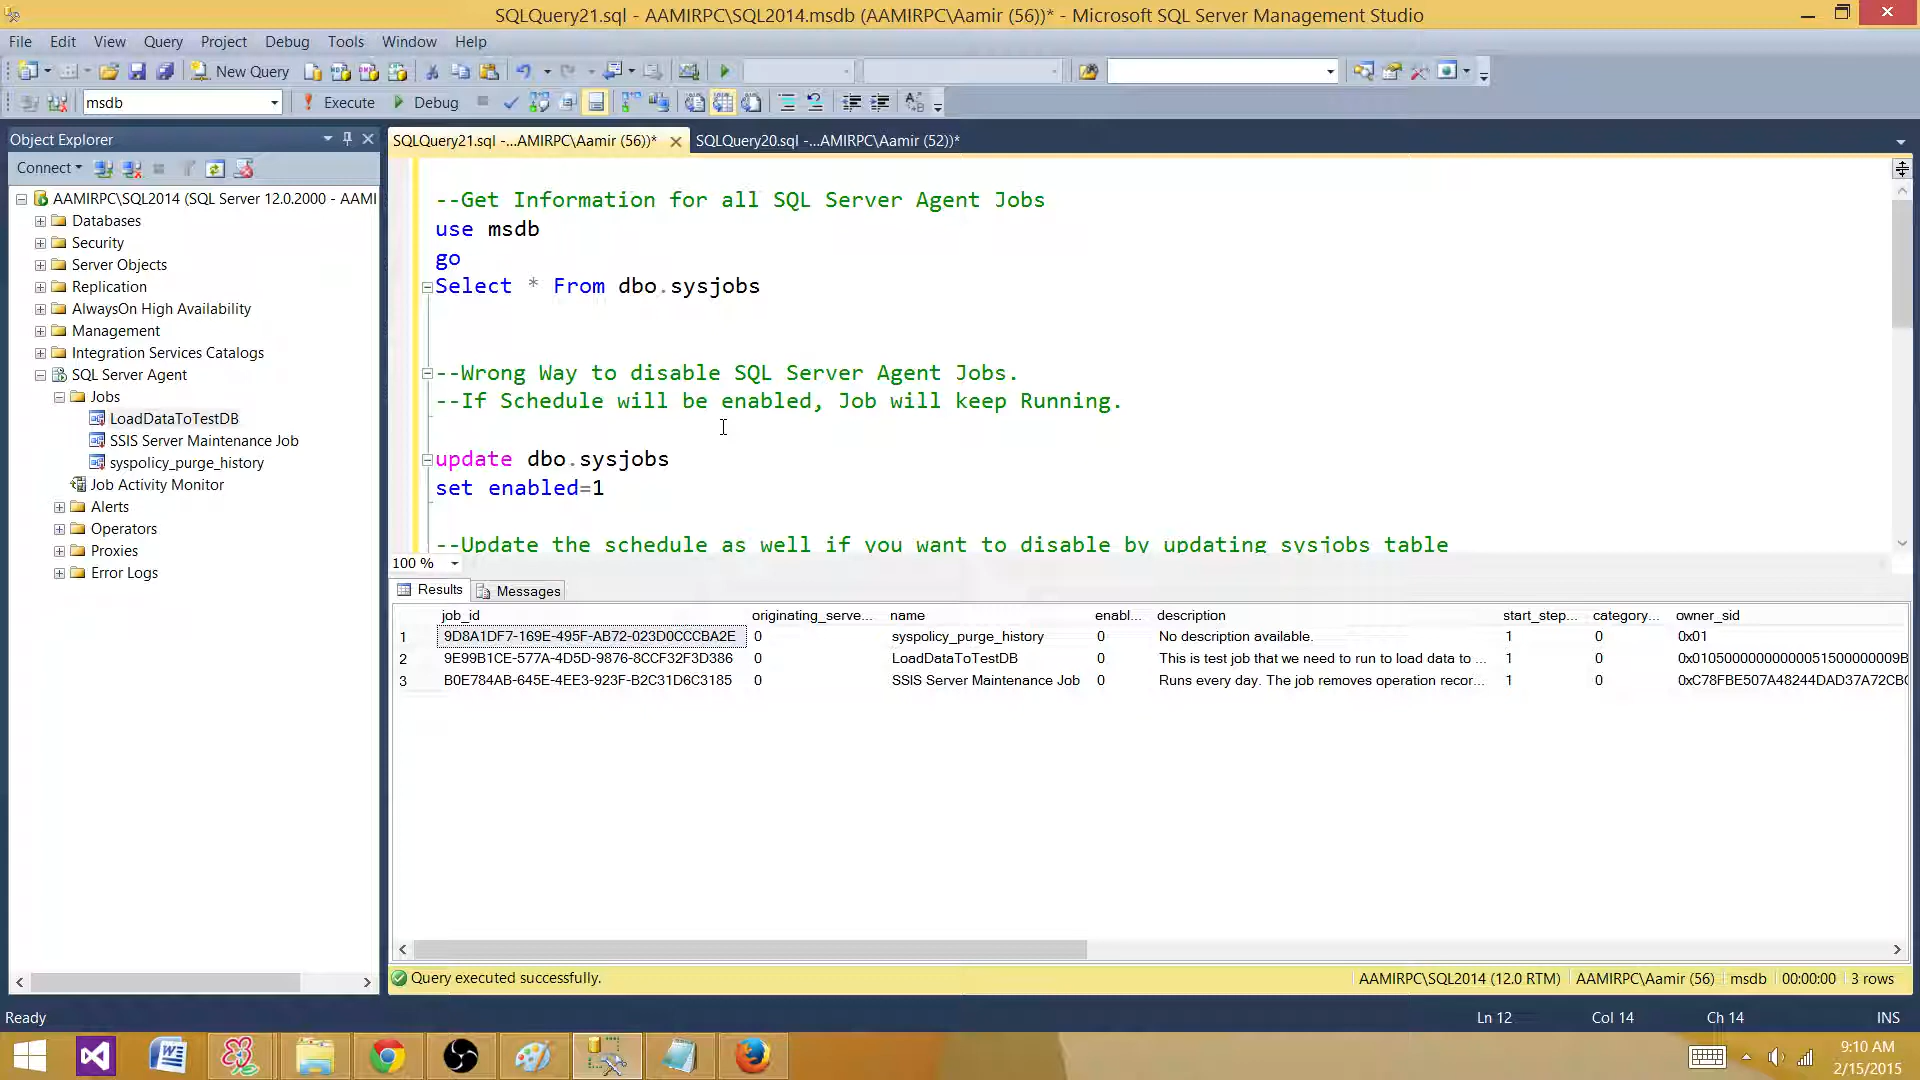 SQLQuery21.sql - AAMIRPC\SQL2014.msdb (AAMIRPC\Aamir (56))* - Microsoft SQL Server Management Studio
File Edit View Query Project Debug Tools Window Help
New Query
msdb Execute Debug
Object Explorer
SQLQuery21.sql -...AMIRPC\Aamir (56))* SQLQuery20.sql -...AMIRPC\Aamir (52))*
Connect
AAMIRPC\SQL2014 (SQL Server 12.0.2000 - AAMI
Databases
Security
Server Objects
Replication
AlwaysOn High Availability
Management
Integration Services Catalogs
SQL Server Agent
Jobs
LoadDataToTestDB
SSIS Server Maintenance Job
syspolicy_purge_history
Job Activity Monitor
Alerts
Operators
Proxies
Error Logs
--Get Information for all SQL Server Agent Jobs
use msdb
go
Select * From dbo.sysjobs
--Wrong Way to disable SQL Server Agent Jobs.
--If Schedule will be enabled, Job will keep Running.
update dbo.sysjobs
set enabled=1
--Update the schedule as well if you want to disable by updating sysjobs table
100 %
Results Messages
job_id originating_serve... name enabl... description start_step... category... owner_sid
1 9D8A1DF7-169E-495F-AB72-023D0CCCBA2E 0 syspolicy_purge_history 0 No description available. 1 0 0x01
2 9E99B1CE-577A-4D5D-9876-8CCF32F3D386 0 LoadDataToTestDB 0 This is test job that we need to run to load data to ... 1 0 0x0105000000000005150000000​9B
3 B0E784AB-645E-4EE3-923F-B2C31D6C3185 0 SSIS Server Maintenance Job 0 Runs every day. The job removes operation recor... 1 0 0xC78FBE507A48244DAD37A72CBC
Query executed successfully. AAMIRPC\SQL2014 (12.0 RTM) AAMIRPC\Aamir (56) msdb 00:00:00 3 rows
Ready Ln 12 Col 14 Ch 14 INS
9:10 AM
2/15/2015